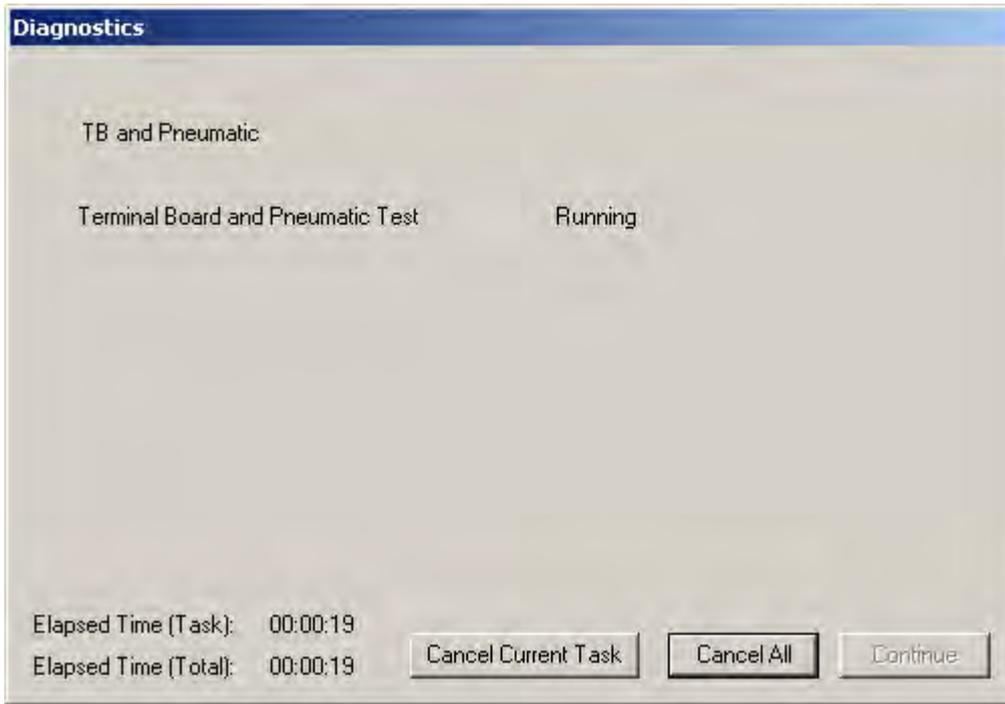 Diagnostics
TB and Pneumatic
Terminal Board and Pneumatic Test Running
Elapsed Time (Task): 00:00:19
Elapsed Time (Total): 00:00:19
Cancel Current Task Cancel All Continue